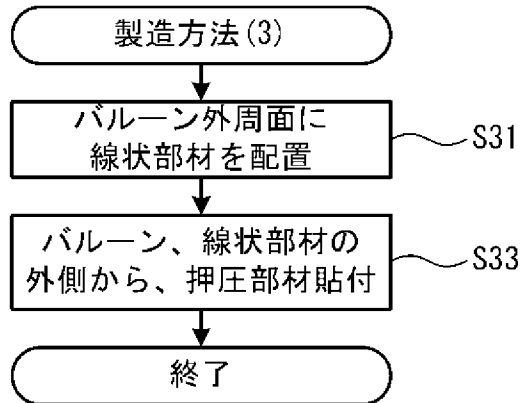 製造方法(3)
バルーン外周面に
線状部材を配置
S31
バルーン、線状部材の
外側から、押圧部材貼付
S33
終了